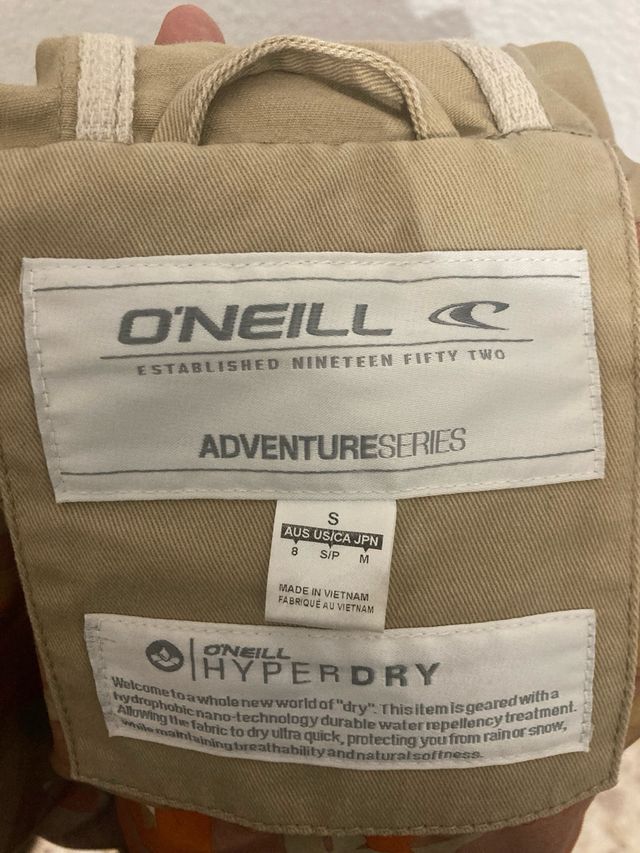 O'NEILL
ESTABLISHED NINETEEN FIFTY TWO
ADVENTURESERIES
S
AUS US/CA JPN
8 S/P M
MADE IN VIETNAM
FABRIQUÉ AU VIETNAM
O'NEILL
HYPERDRY
Welcome to a whole new world of "dry". This item is geared with a
hydrophobic nano-technology durable water repellency treatment.
Allowing the fabric to dry ultra quick, protecting you from rain or snow,
while maintaining breathability and natural softness.